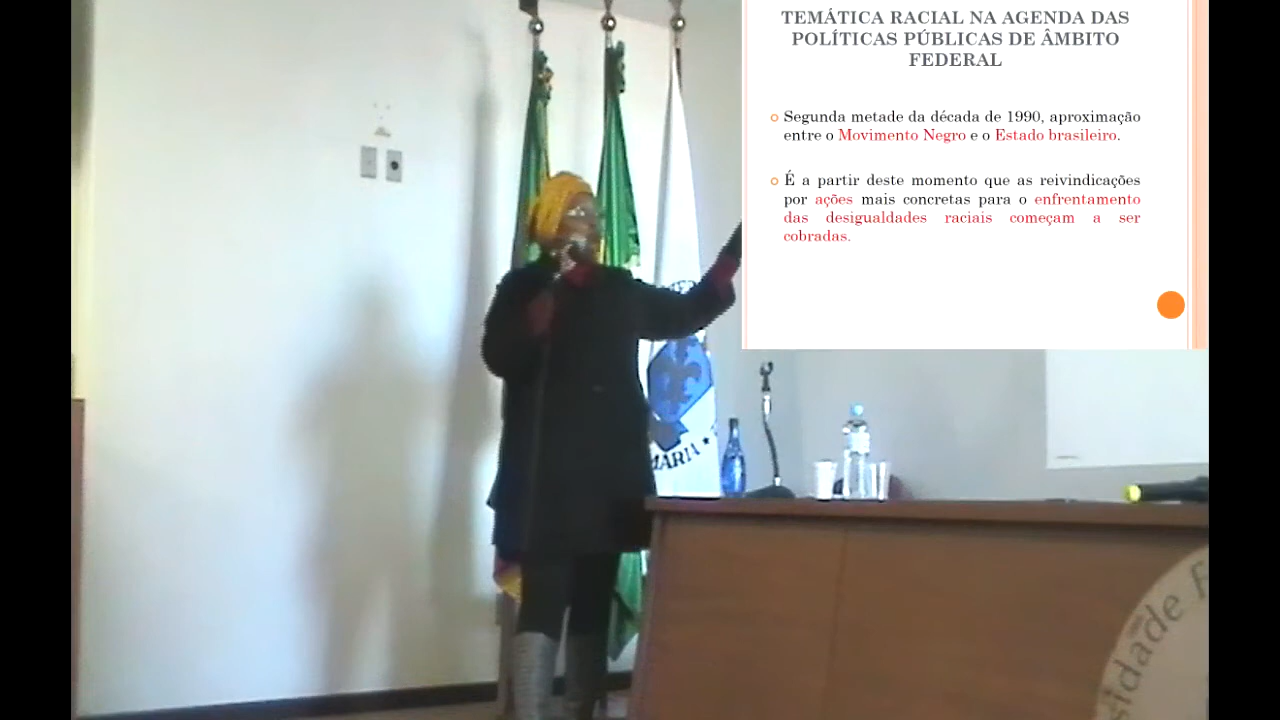 TEMÁTICA RACIAL NA AGENDA DAS
POLÍTICAS PÚBLICAS DE ÂMBITO
FEDERAL
Segunda metade da década de 1990, aproximação
entre o Movimento Negro e o Estado brasileiro.
É a partir deste momento que as reivindicações
por ações mais concretas para o enfrentamento
das desigualdades raciais começam a ser
cobradas.
MARIA
sidade F